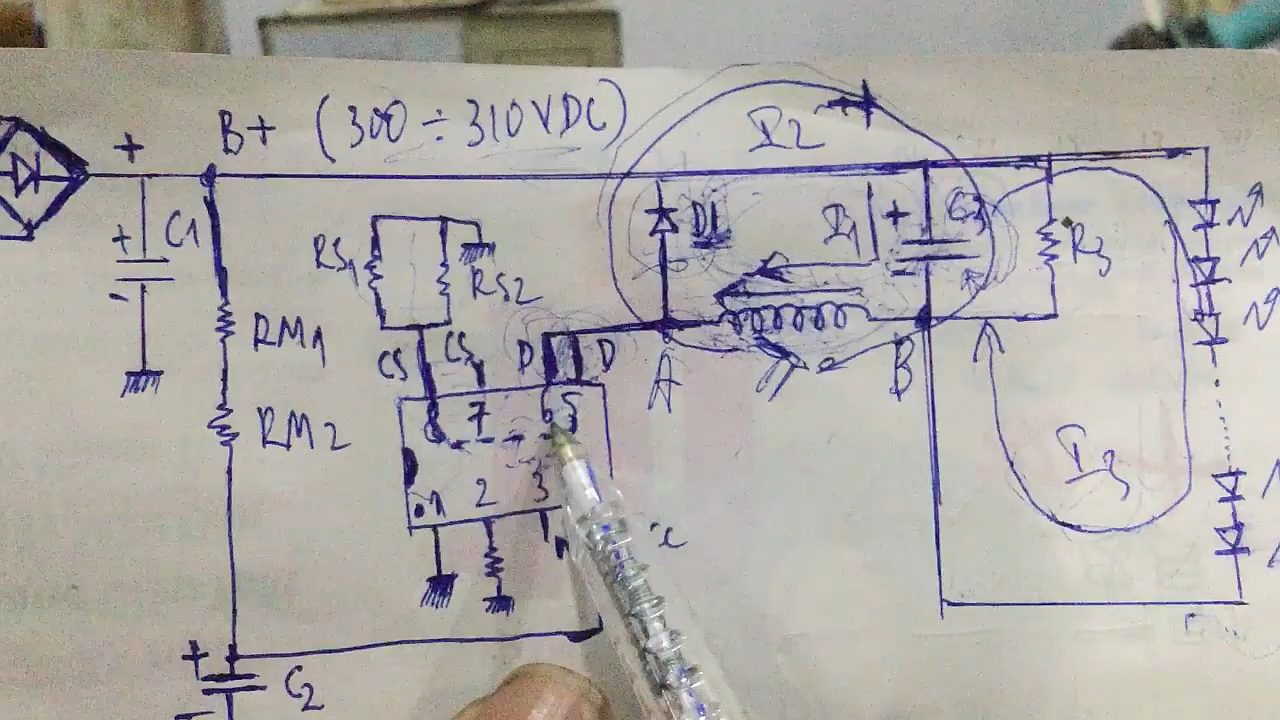 B+ (300 ÷ 310VDC)
+
I2
+
C1
-
RS1
RS2
D1
I1
+
C3
-
R3
RM1
CS
CS
D
D
A
B
RM2
8
7
6
5
I3
1
2
3
+
C2
-